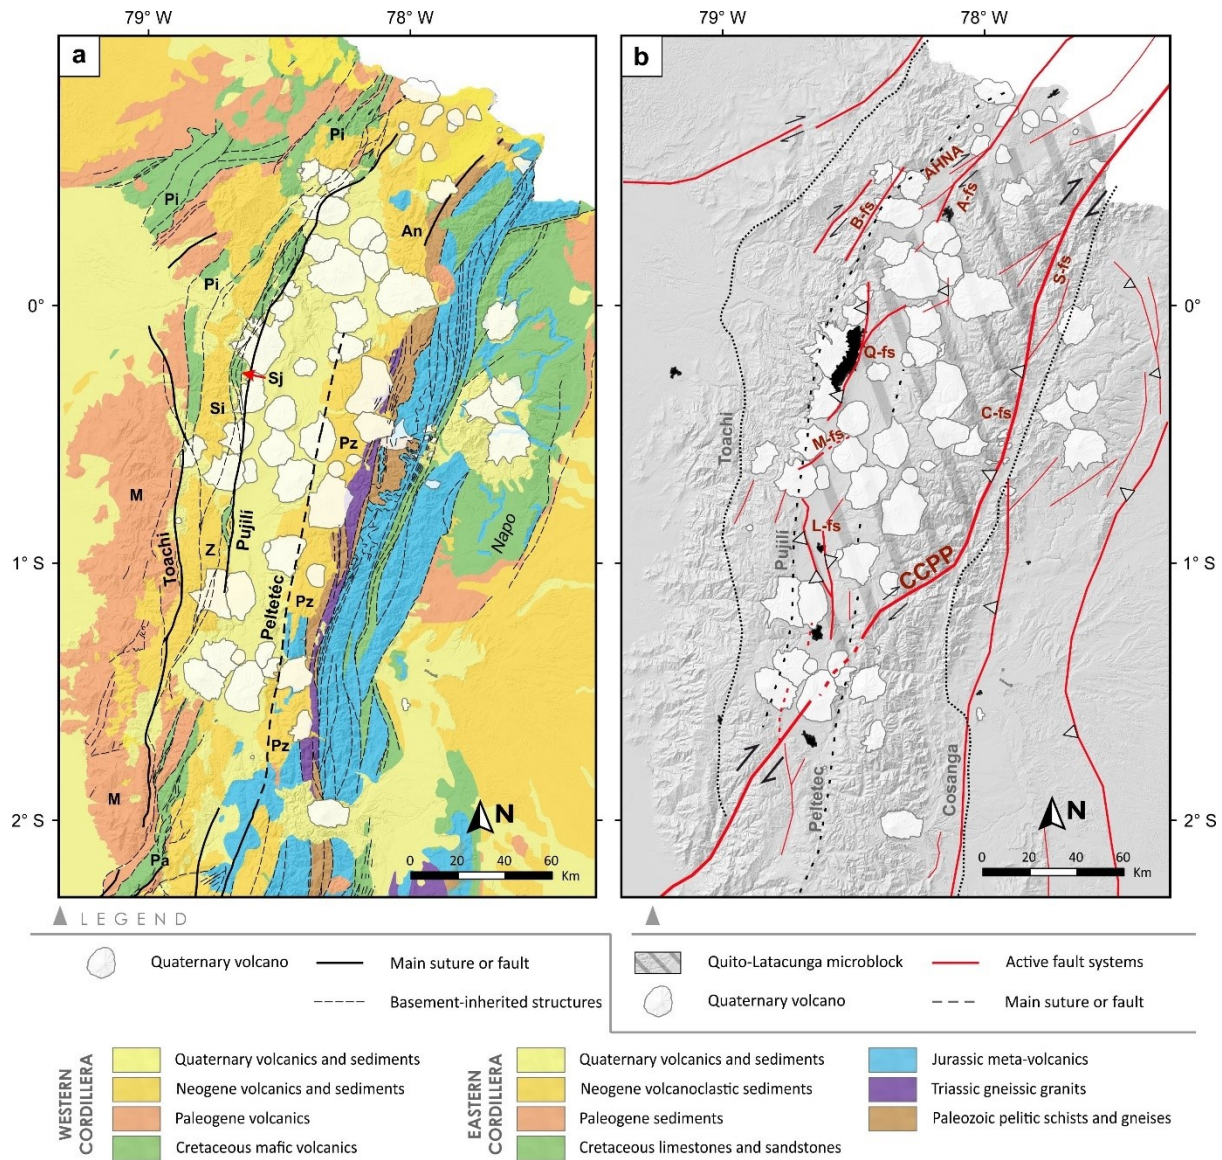 79° W
78° W
79° W
78° W
a
b
Pi
Pi
An
Pi
0°
0°
Sj
Si
Pz
M
Z
Toachi
Pujilí
Peltetéc
Napo
1° S
1° S
Pz
Pz
M
Pa
2° S
2° S
N
0 20 40 60
Km
AHNA
B-fs
A-fs
S-fs
Q-fs
C-fs
M-fs
L-fs
Toachi
Pujili
CCPP
Peltetec
Cosanga
N
0 20 40 60
Km
LEGEND
Quaternary volcano
Main suture or fault
Basement-inherited structures
Quito-Latacunga microblock
Active fault systems
Quaternary volcano
Main suture or fault
WESTERN
CORDILLERA
Quaternary volcanics and sediments
Neogene volcanics and sediments
Paleogene volcanics
Cretaceous mafic volcanics
EASTERN
CORDILLERA
Quaternary volcanics and sediments
Neogene volcanoclastic sediments
Paleogene sediments
Cretaceous limestones and sandstones
Jurassic meta-volcanics
Triassic gneissic granits
Paleozoic pelitic schists and gneises